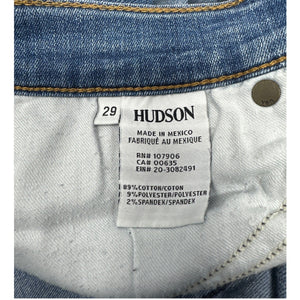 29
HUDSON
MADE IN MEXICO
FABRIQUÉ AU MEXIQUE
RN# 107906
CA# 00635
EIN# 20-3082491
89%COTTON/COTON
9%POLYESTER/POLYESTER
2%SPANDEX/SPANDEX